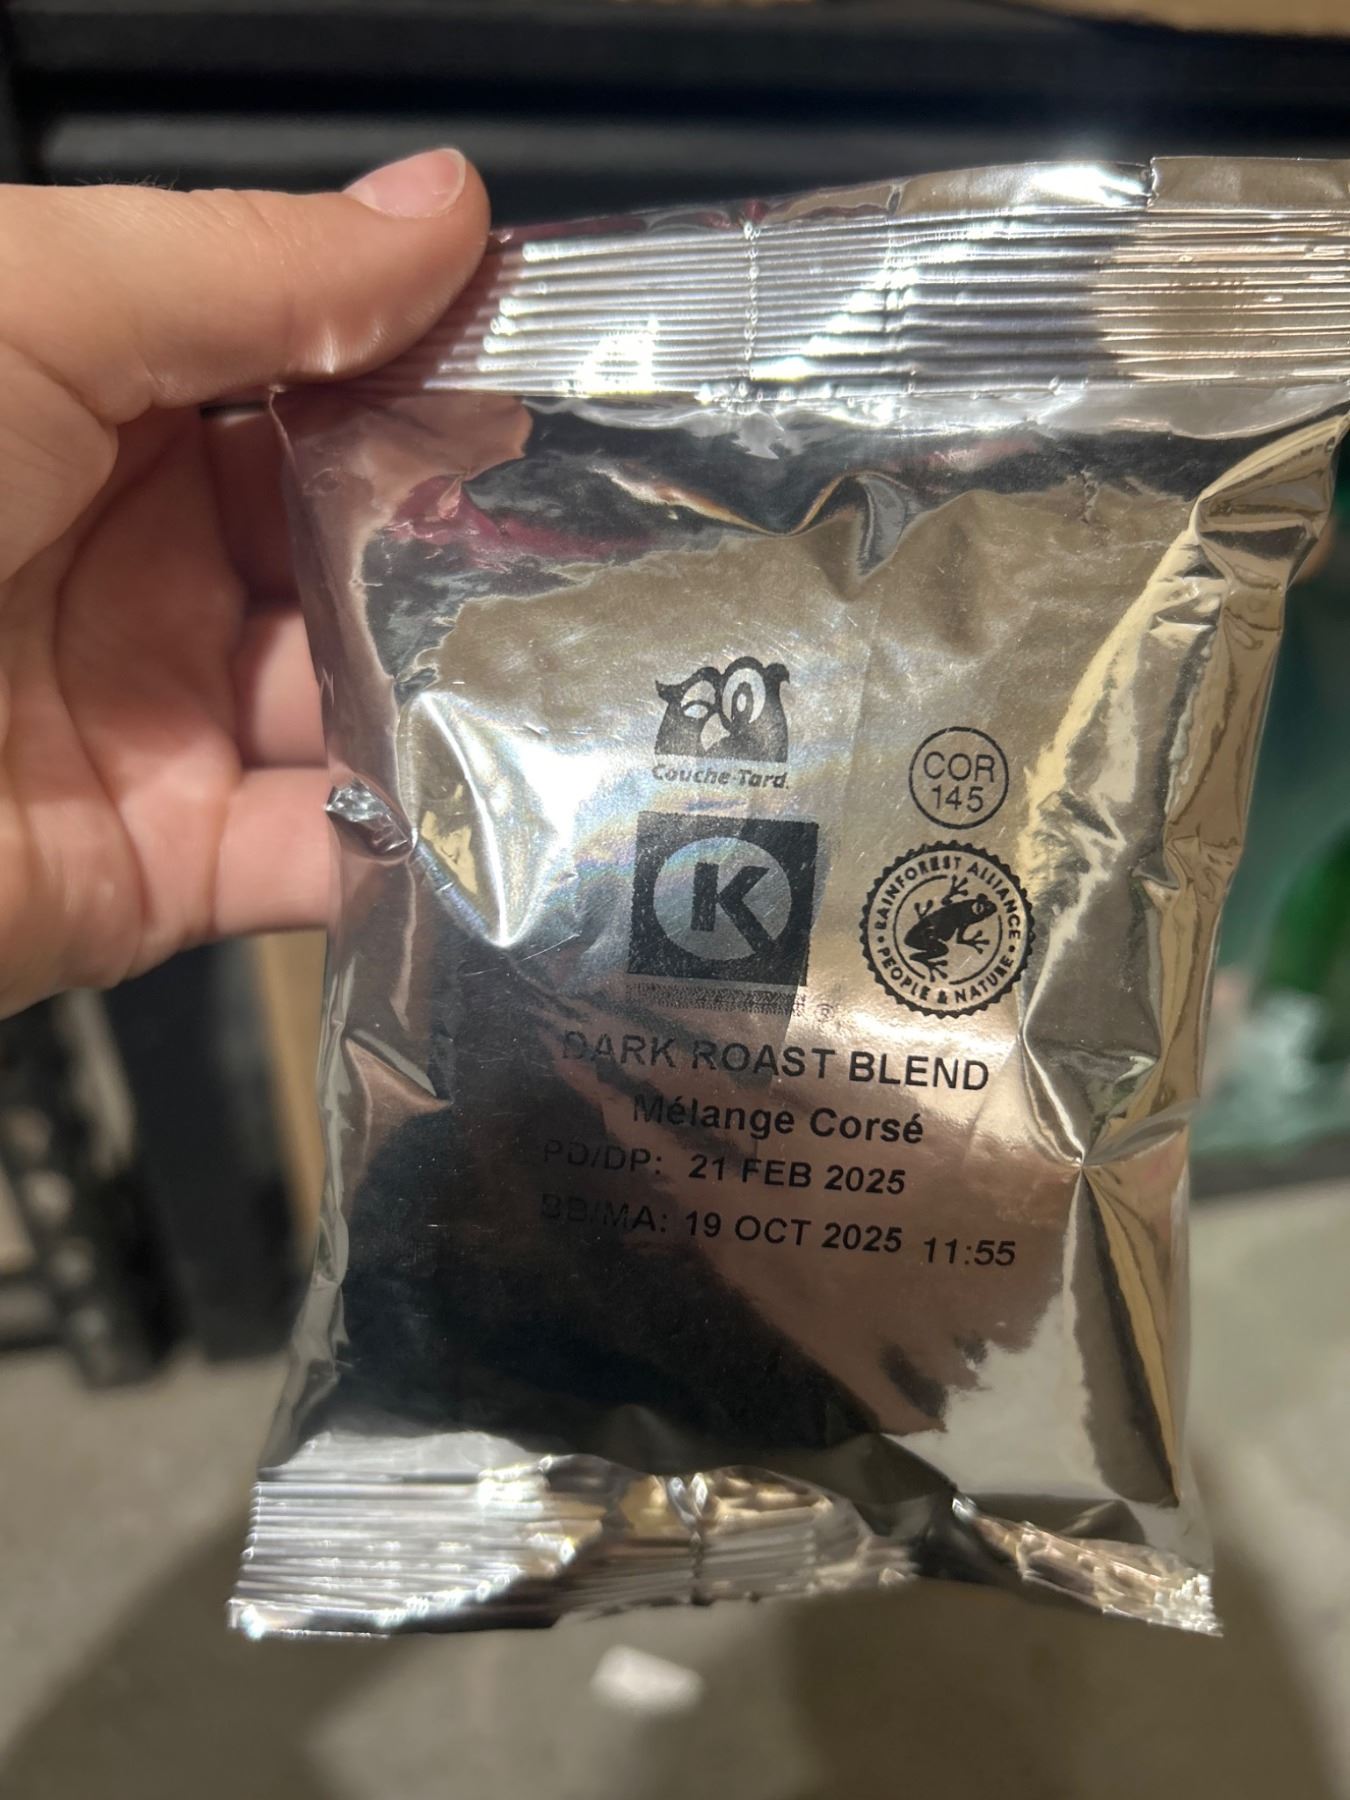 Couche-Tard.
COR
145
K
RAINFOREST ALLIANCE
PEOPLE & NATURE
DARK ROAST BLEND
Mélange Corsé
PD/DP: 21 FEB 2025
BB/MA: 19 OCT 2025 11:55